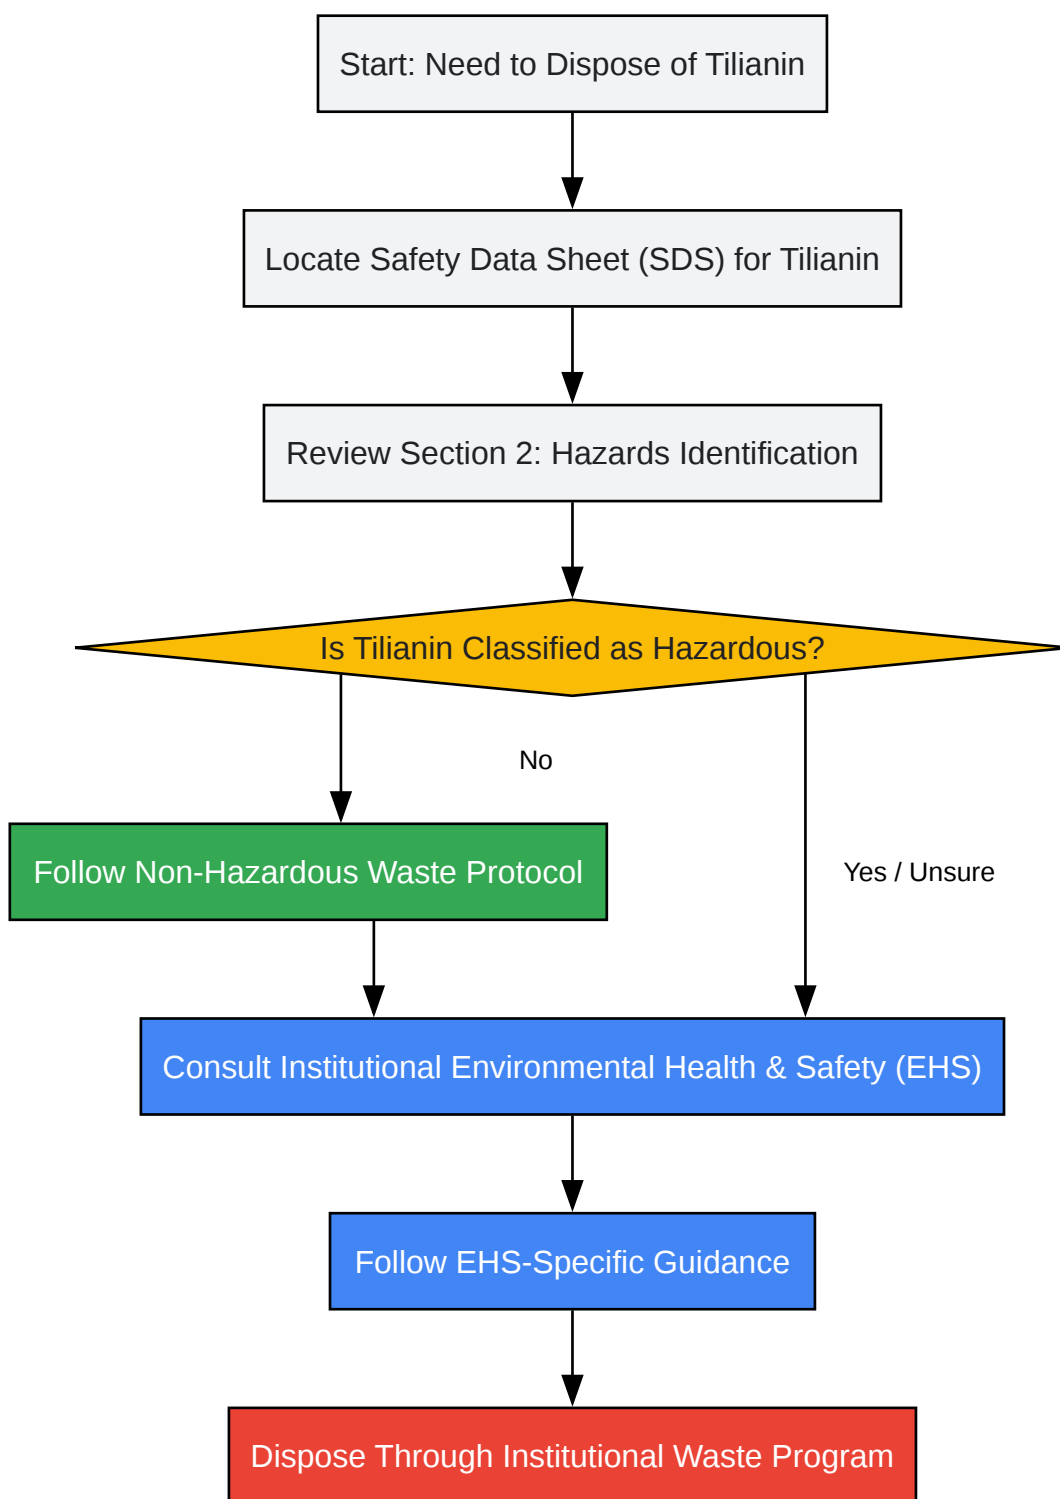 Start: Need to Dispose of Tilianin
Locate Safety Data Sheet (SDS) for Tilianin
Review Section 2: Hazards Identification
Is Tilianin Classified as Hazardous?
No
Follow Non-Hazardous Waste Protocol
Yes / Unsure
Consult Institutional Environmental Health & Safety (EHS)
Follow EHS-Specific Guidance
Dispose Through Institutional Waste Program